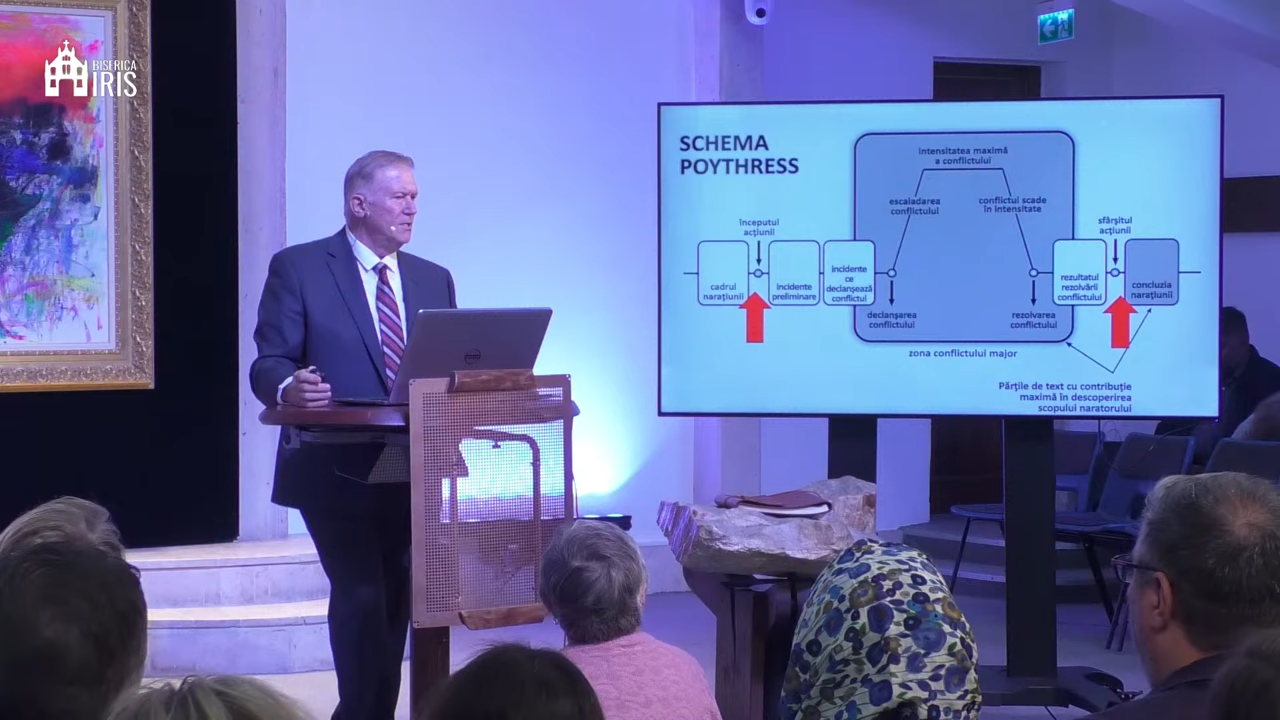 BISERICA
IRIS
SCHEMA
POYTHRESS
intensitatea maximă
a conflictului
escaladarea
conflictului
conflictul scade
în intensitate
începutul
acțiunii
sfârșitul
acțiunii
cadrul
narațiunii
incidente
preliminare
incidente
ce
declanșează
conflictul
rezultatul
rezolvării
conflictului
concluzia
narațiunii
declanșarea
conflictului
rezolvarea
conflictului
zona conflictului major
Părțile de text cu contribuție
maximă în descoperirea
scopului naratorului
DELL